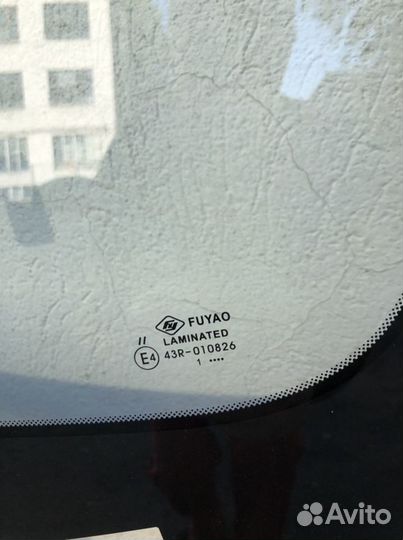 FUYAO
LAMINATED
II
E4 43R-010826
1 ••••
Avito